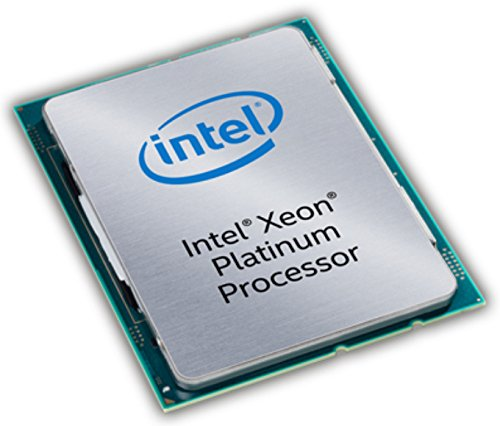 intel
Intel® Xeon®
Platinum
Processor